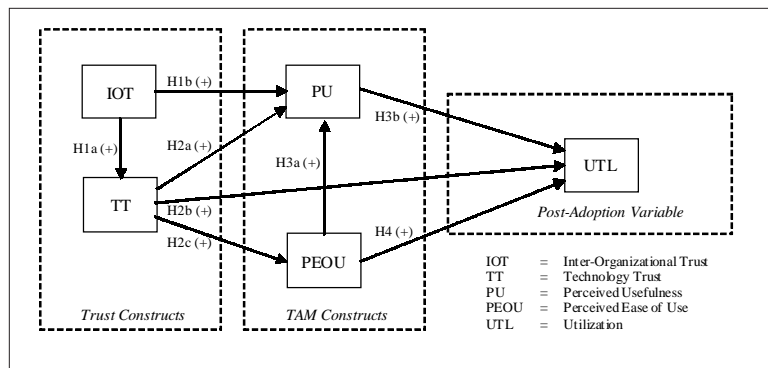 H1b (+)
IOT
PU
H3b (+)
H1a (+)
H2a (+)
H3a (+)
UTL
TT
H2b (+)
Post-Adoption Variable
H2c (+)
H4 (+)
PEOU
IOT = Inter-Organizational Trust
TT = Technology Trust
PU = Perceived Usefulness
PEOU = Perceived Ease of Use
UTL = Utilization
Trust Constructs
TAM Constructs